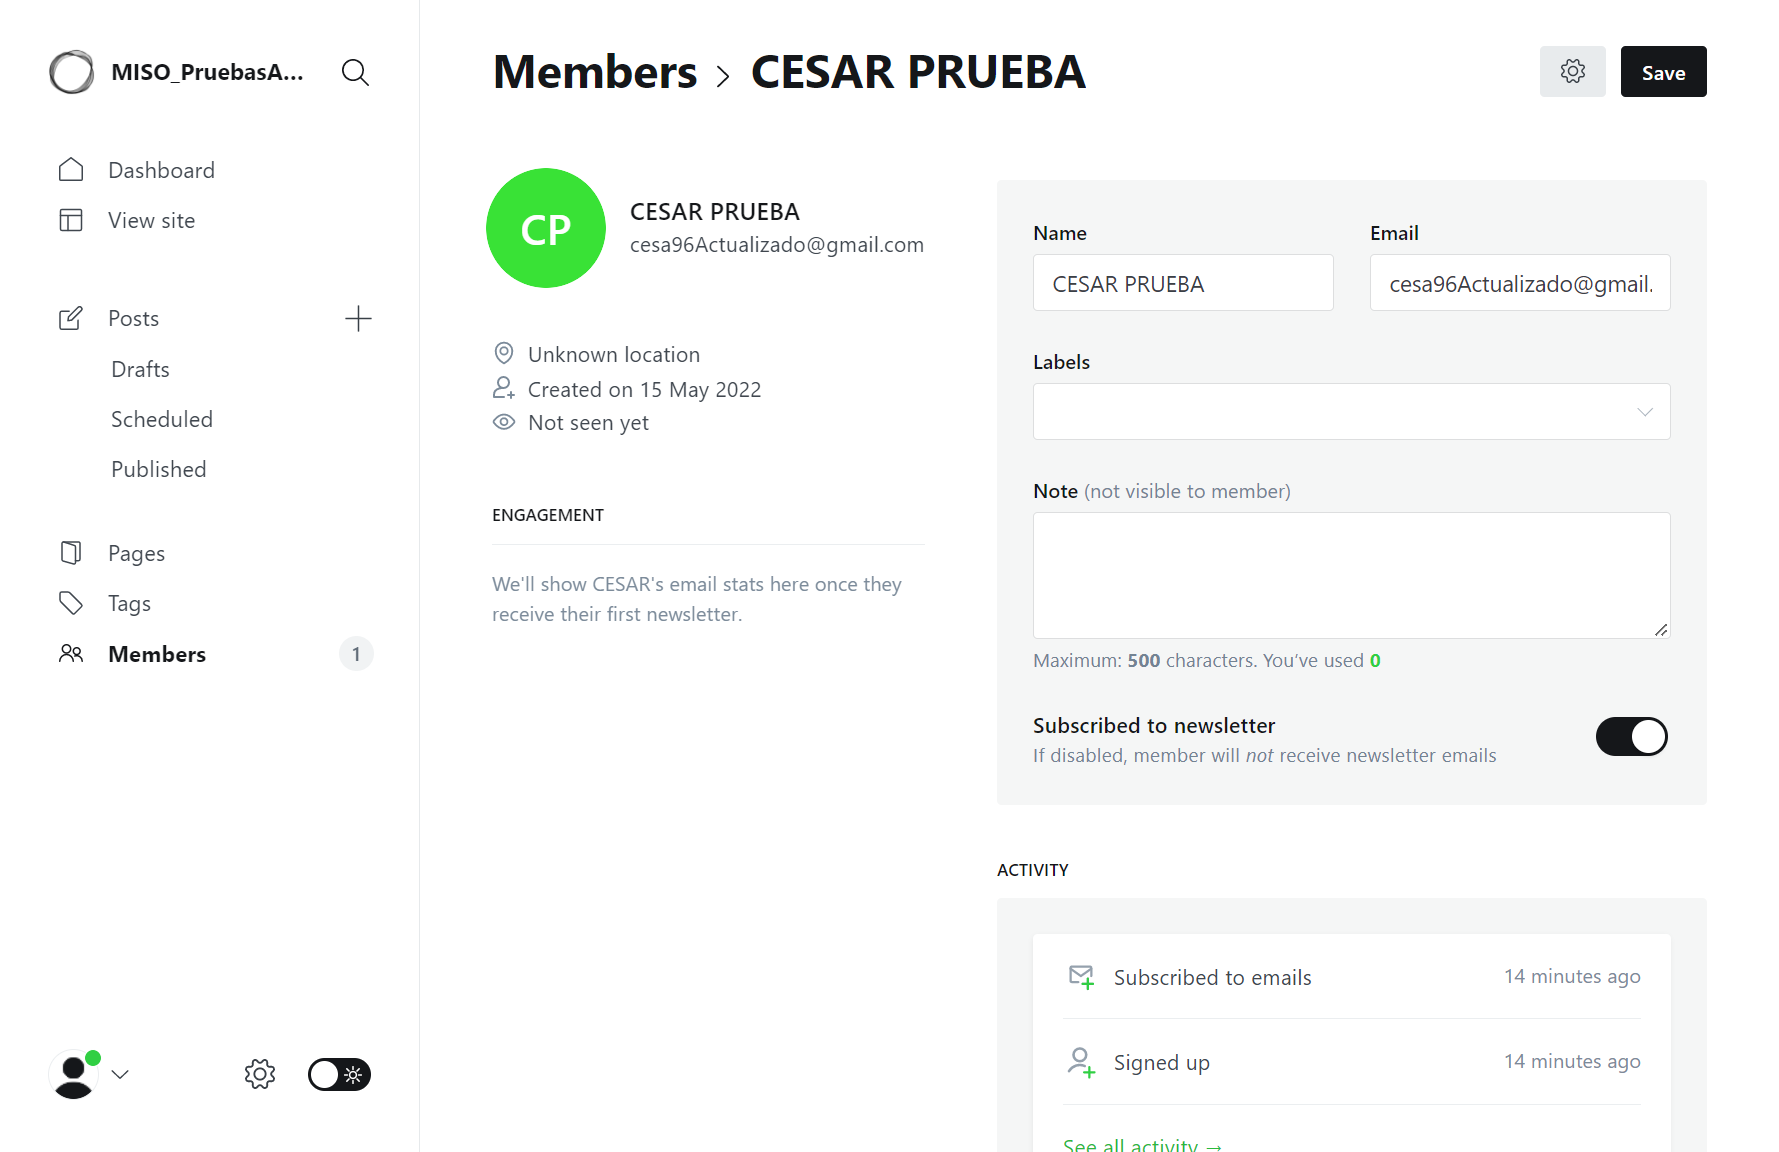 MISO_PruebasA...
Dashboard
View site
Posts
Drafts
Scheduled
Published
Pages
Tags
Members 1
Members > CESAR PRUEBA
Save
CP
CESAR PRUEBA
cesa96Actualizado@gmail.com
Unknown location
Created on 15 May 2022
Not seen yet
ENGAGEMENT
We'll show CESAR's email stats here once they
receive their first newsletter.
Name
CESAR PRUEBA
Email
cesa96Actualizado@gmail.
Labels
Note (not visible to member)
Maximum: 500 characters. You’ve used 0
Subscribed to newsletter
If disabled, member will not receive newsletter emails
ACTIVITY
Subscribed to emails 14 minutes ago
Signed up 14 minutes ago
See all activity →